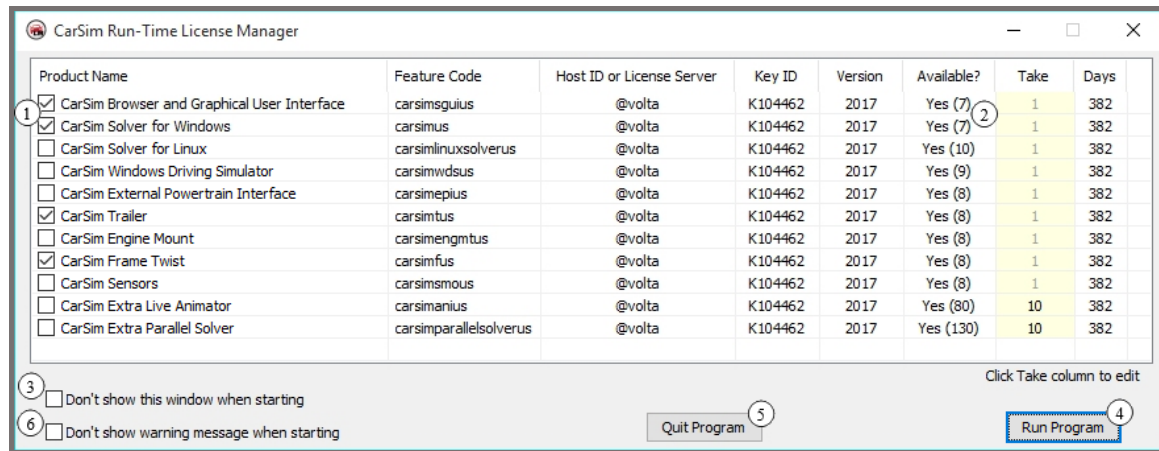 CarSim Run-Time License Manager
Product Name Feature Code Host ID or License Server Key ID Version Available? Take Days
1
CarSim Browser and Graphical User Interface carsimsguius @volta K104462 2017 Yes (7) 1 382
2
CarSim Solver for Windows carsimus @volta K104462 2017 Yes (7) 1 382
CarSim Solver for Linux carsimlinuxsolverus @volta K104462 2017 Yes (10) 1 382
CarSim Windows Driving Simulator carsimwdsus @volta K104462 2017 Yes (9) 1 382
CarSim External Powertrain Interface carsimepius @volta K104462 2017 Yes (8) 1 382
CarSim Trailer carsimtus @volta K104462 2017 Yes (8) 1 382
CarSim Engine Mount carsimengmtus @volta K104462 2017 Yes (8) 1 382
CarSim Frame Twist carsimfus @volta K104462 2017 Yes (8) 1 382
CarSim Sensors carsimsmous @volta K104462 2017 Yes (8) 1 382
CarSim Extra Live Animator carsimanius @volta K104462 2017 Yes (80) 10 382
CarSim Extra Parallel Solver carsimparallelsolverus @volta K104462 2017 Yes (130) 10 382
Click Take column to edit
3
Don't show this window when starting
6
Don't show warning message when starting
Quit Program
5
Run Program
4